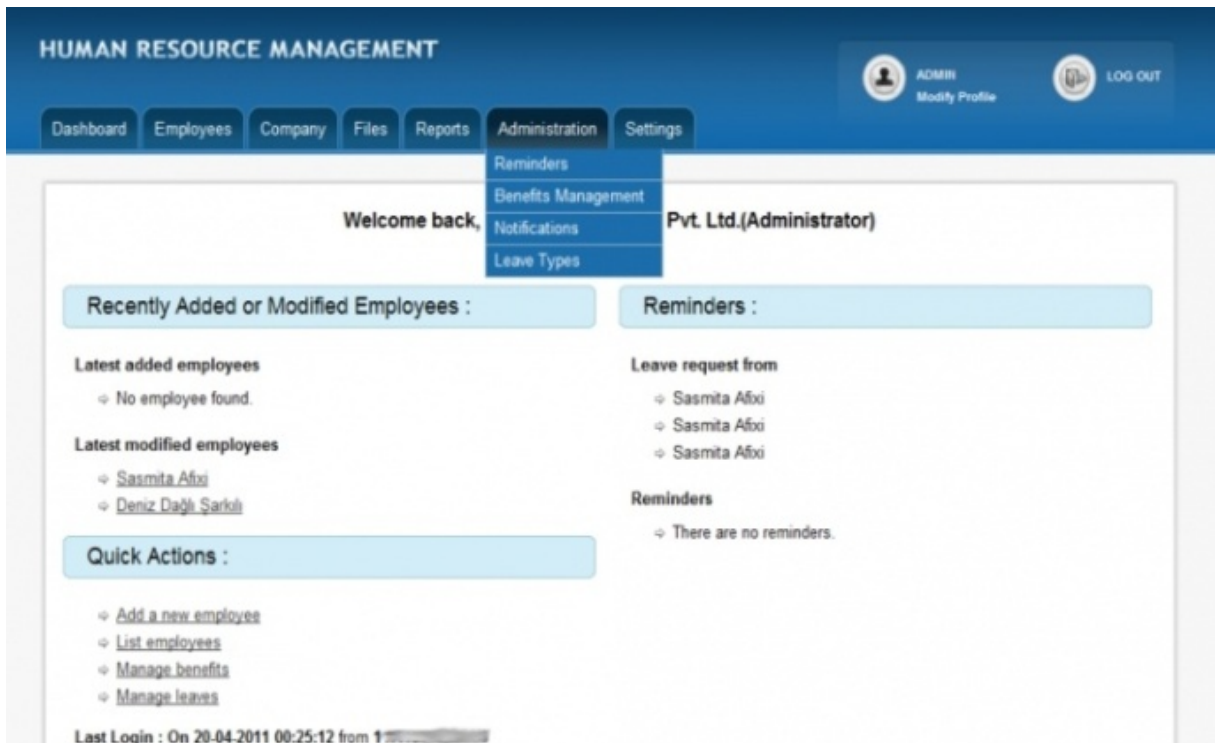 HUMAN RESOURCE MANAGEMENT
ADMIN
Modify Profile
LOG OUT
Dashboard Employees Company Files Reports Administration Settings
Reminders
Benefits Management
Notifications
Leave Types
Welcome back, Pvt. Ltd.(Administrator)
Recently Added or Modified Employees :
Latest added employees
No employee found.
Latest modified employees
Sasmita Afixi
Deniz Dağlı Şarkılı
Quick Actions :
Add a new employee
List employees
Manage benefits
Manage leaves
Last Login : On 20-04-2011 00:25:12 from
Reminders :
Leave request from
Sasmita Afixi
Sasmita Afixi
Sasmita Afixi
Reminders
There are no reminders.